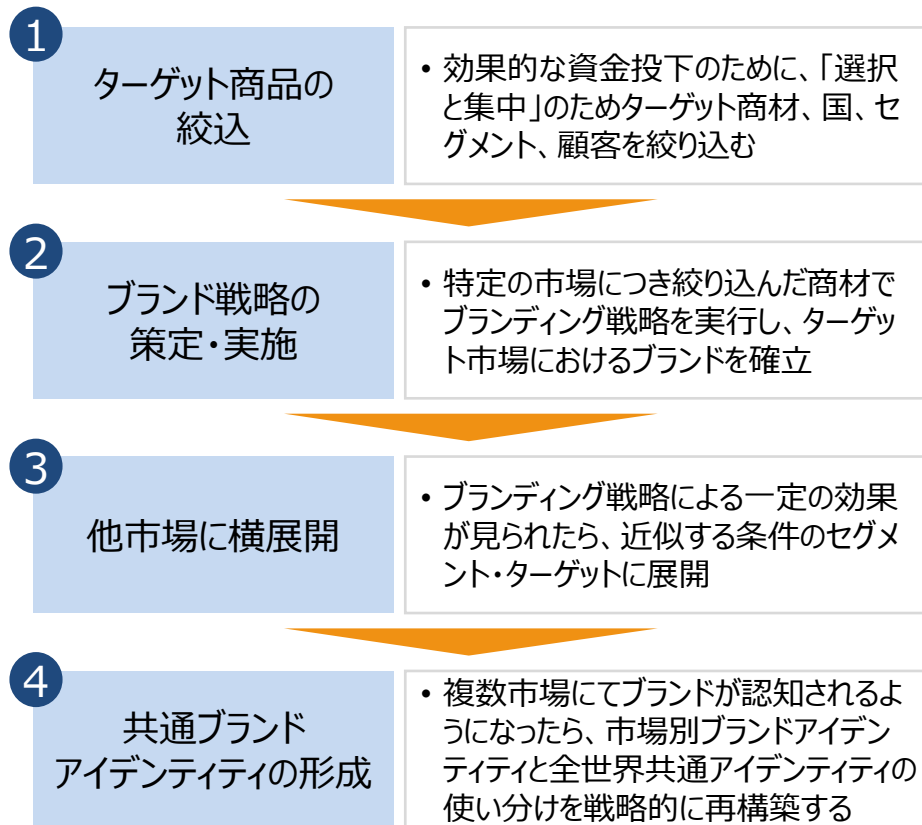 1
ターゲット商品の
絞込
• 効果的な資金投下のために、「選択
と集中」のためターゲット商材、国、セ
グメント、顧客を絞り込む
2
ブランド戦略の
策定・実施
• 特定の市場につき絞り込んだ商材で
ブランディング戦略を実行し、ターゲッ
ト市場におけるブランドを確立
3
他市場に横展開
• ブランディング戦略による一定の効果
が見られたら、近似する条件のセグメ
ント・ターゲットに展開
4
共通ブランド
アイデンティティの形成
• 複数市場にてブランドが認知されるよ
うになったら、市場別ブランドアイデン
ティティと全世界共通アイデンティティの
使い分けを戦略的に再構築する